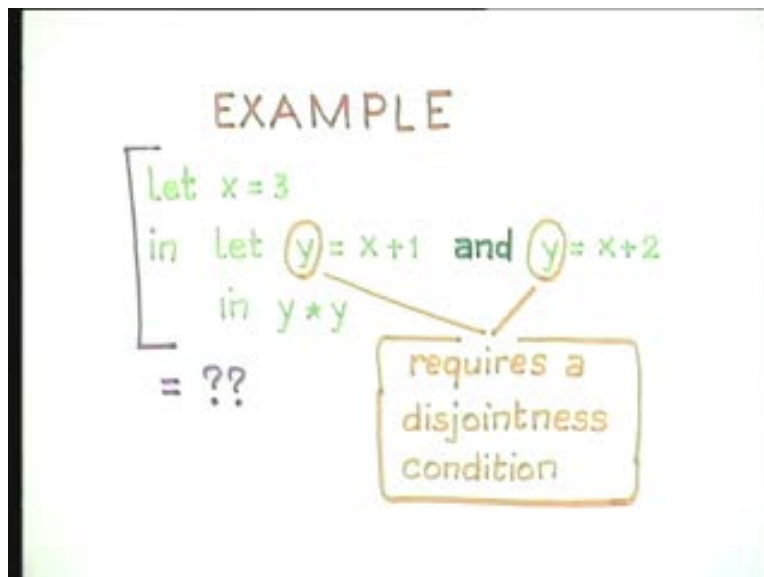 EXAMPLE
Let x = 3
in let y = x+1 and y = x+2
in y * y
= ??
requires a
disjointness
condition